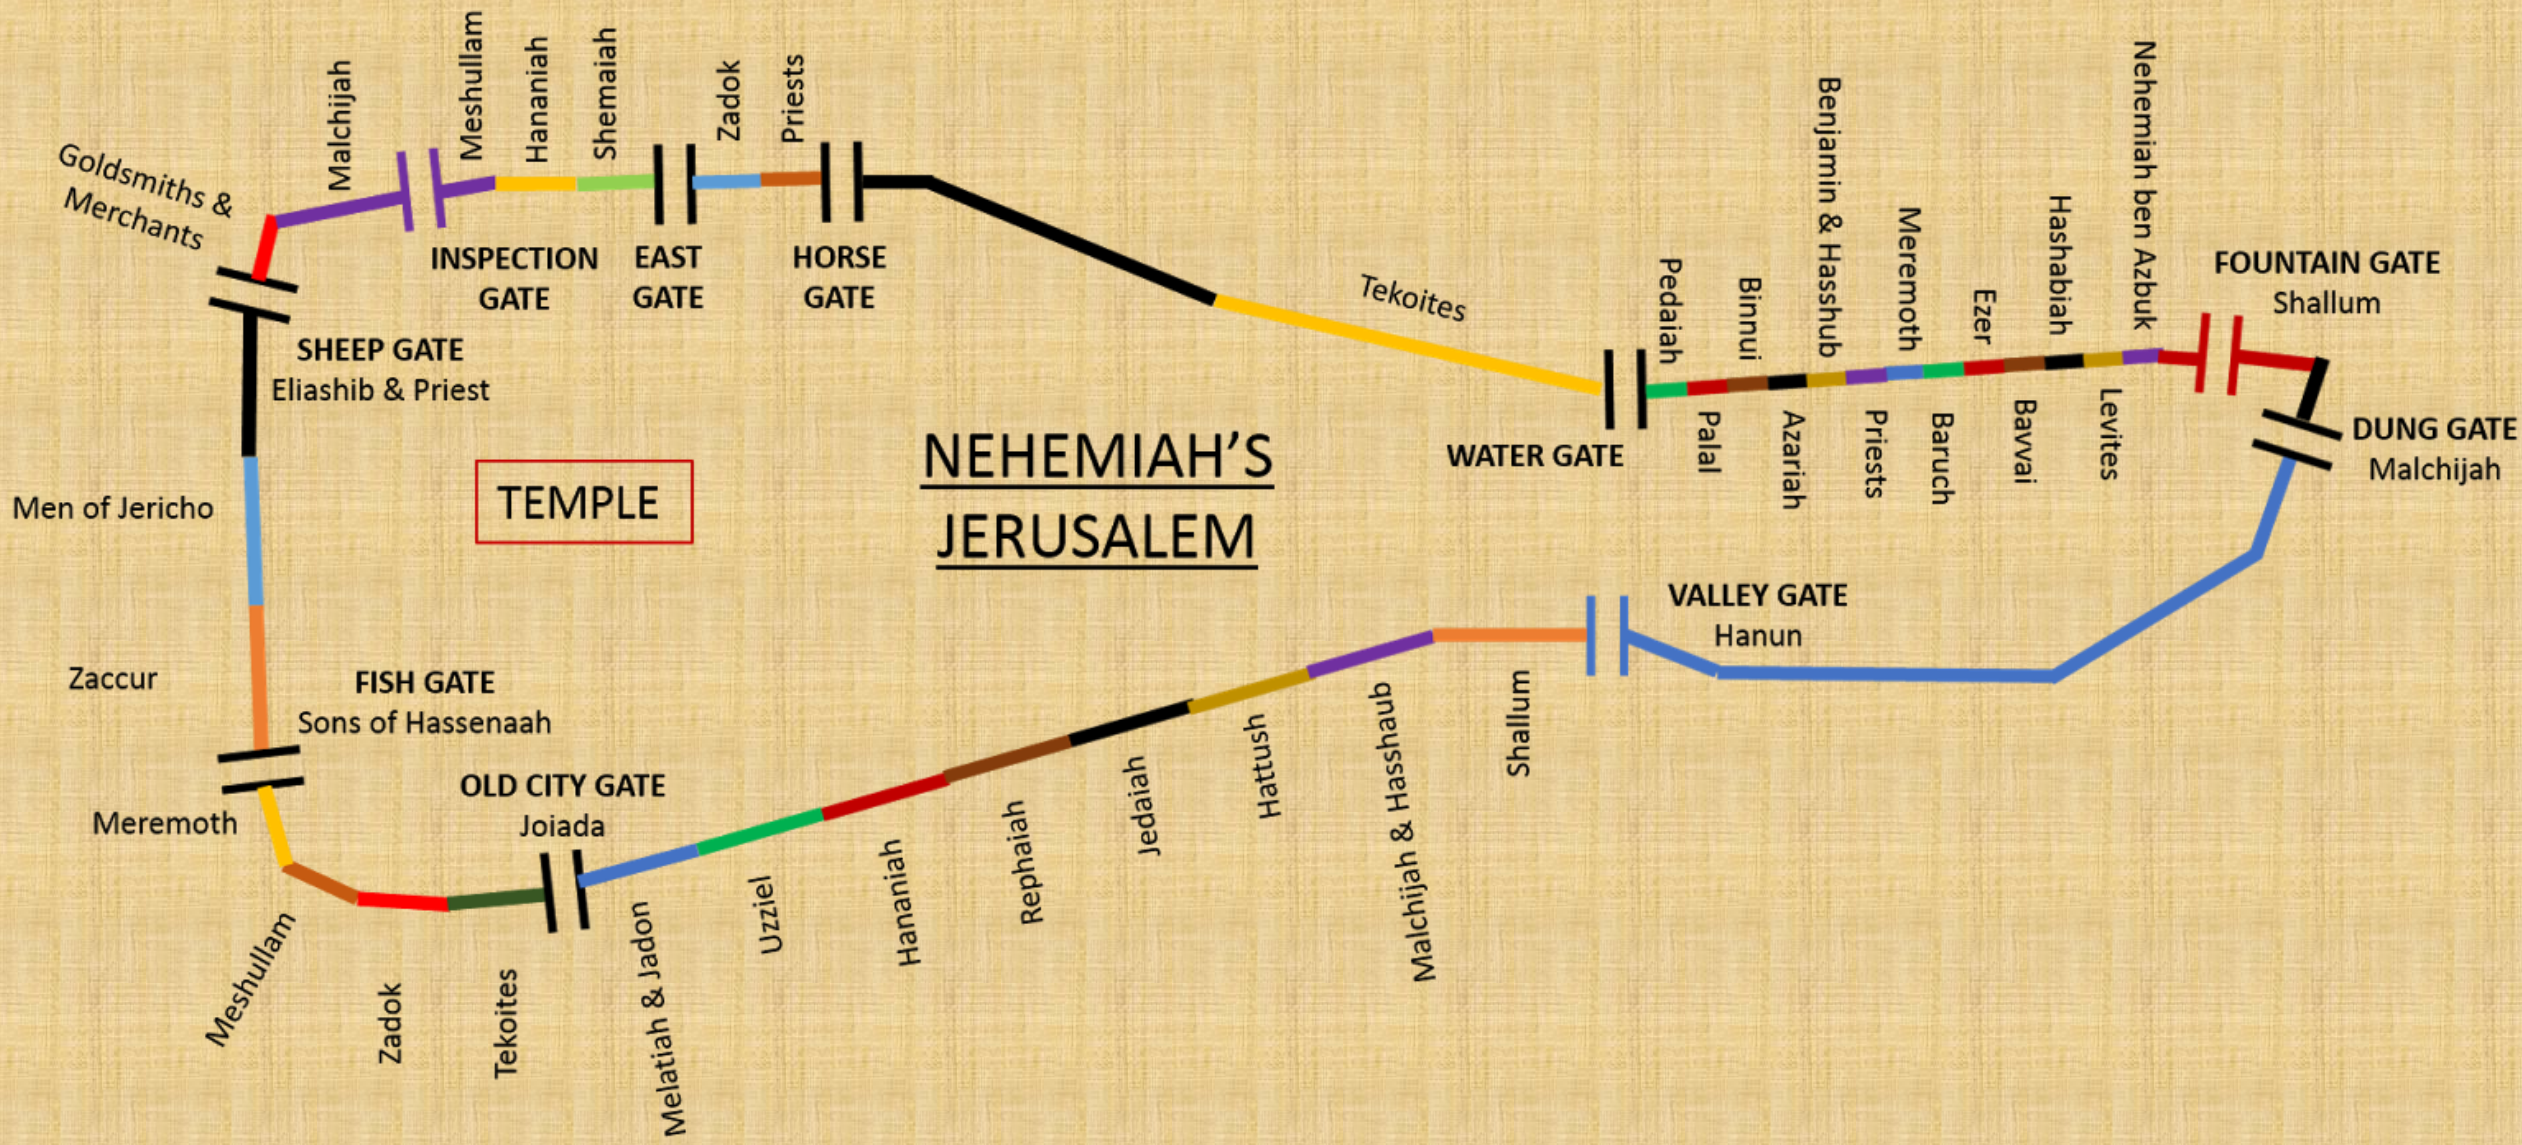 Goldsmiths &
Merchants
Malchijah
Meshullam
Hananiah
Shemaiah
Zadok
Priests
INSPECTION
GATE
EAST
GATE
HORSE
GATE
Tekoites
WATER GATE
Pedaiah
Palal
Binnui
Azariah
Benjamin & Hasshub
Priests
Meremoth
Baruch
Ezer
Bavvai
Hashabiah
Levites
Nehemiah ben Azbuk
FOUNTAIN GATE
Shallum
DUNG GATE
Malchijah
SHEEP GATE
Eliashib & Priest
Men of Jericho
TEMPLE
NEHEMIAH’S
JERUSALEM
Zaccur
FISH GATE
Sons of Hassenaah
Meremoth
OLD CITY GATE
Joiada
VALLEY GATE
Hanun
Meshullam
Zadok
Tekoites
Melatiah & Jadon
Uzziel
Hananiah
Rephaiah
Jedaiah
Hattush
Malchijah & Hasshaub
Shallum